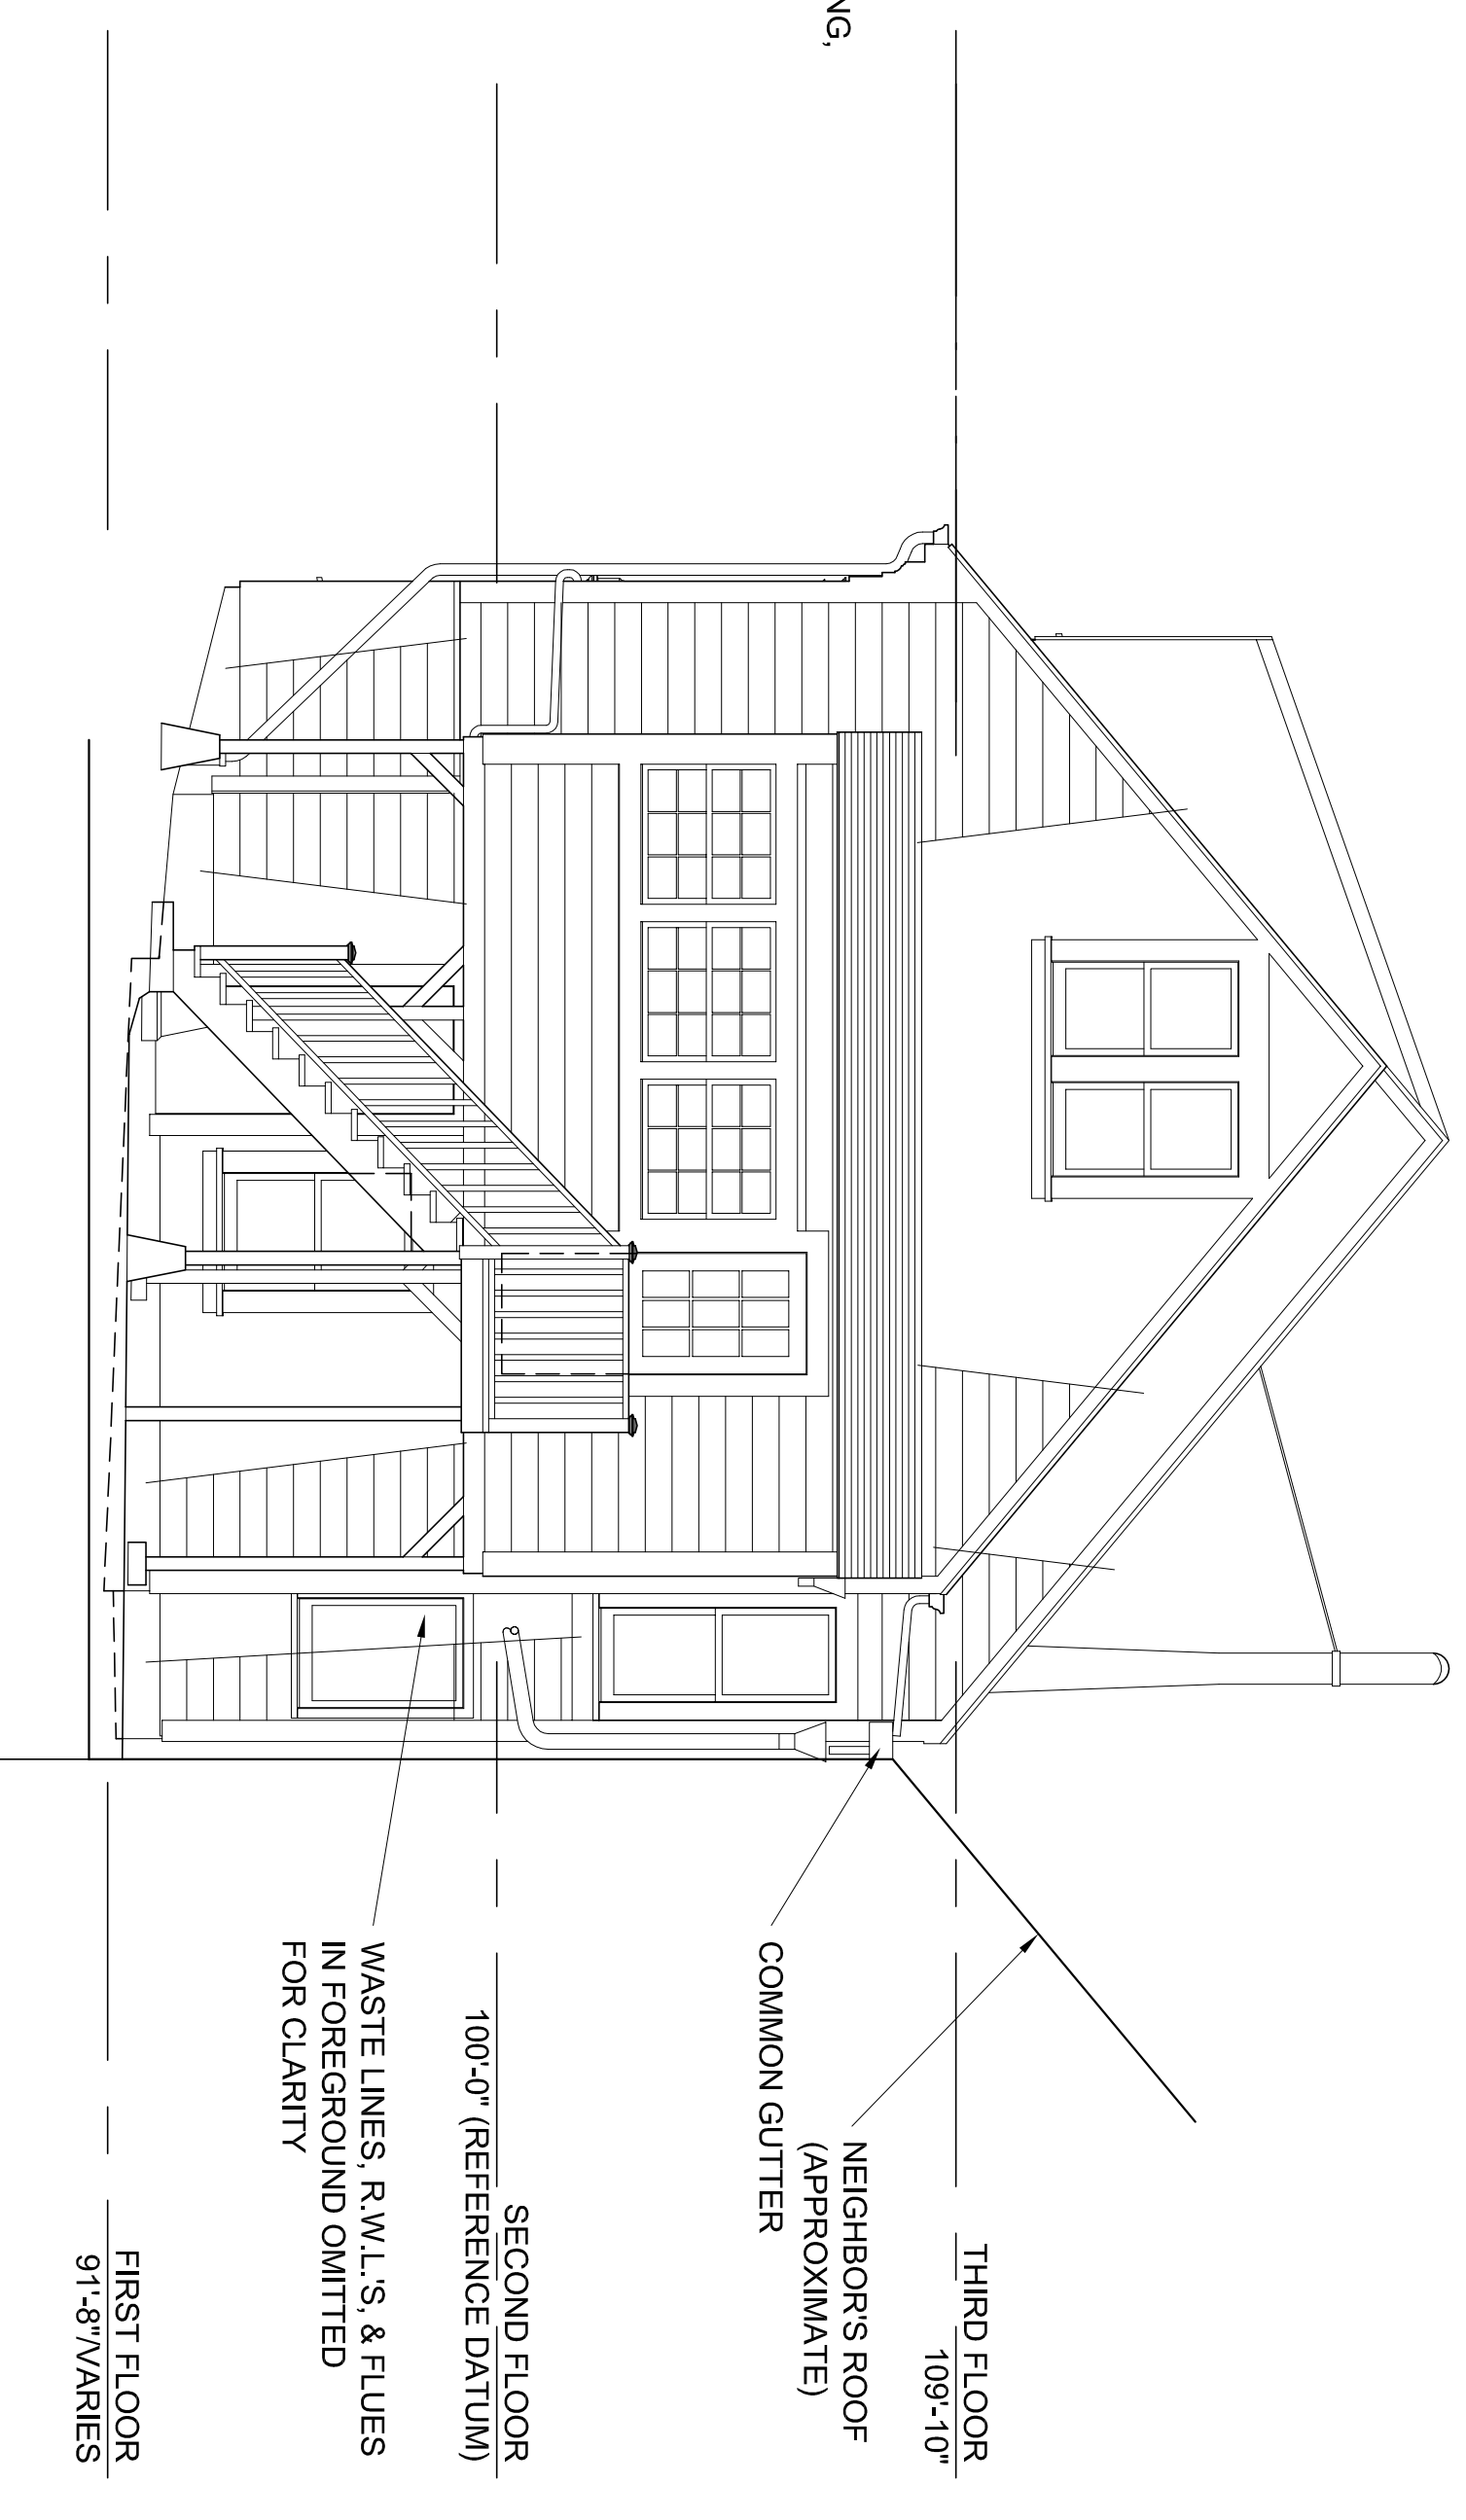 NG,
THIRD FLOOR
109'-10"
NEIGHBOR'S ROOF
(APPROXIMATE)
COMMON GUTTER
SECOND FLOOR
100'-0" (REFERENCE DATUM)
WASTE LINES, R.W.L.'S, & FLUES
IN FOREGROUND OMITTED
FOR CLARITY
FIRST FLOOR
91'-8"/VARIES